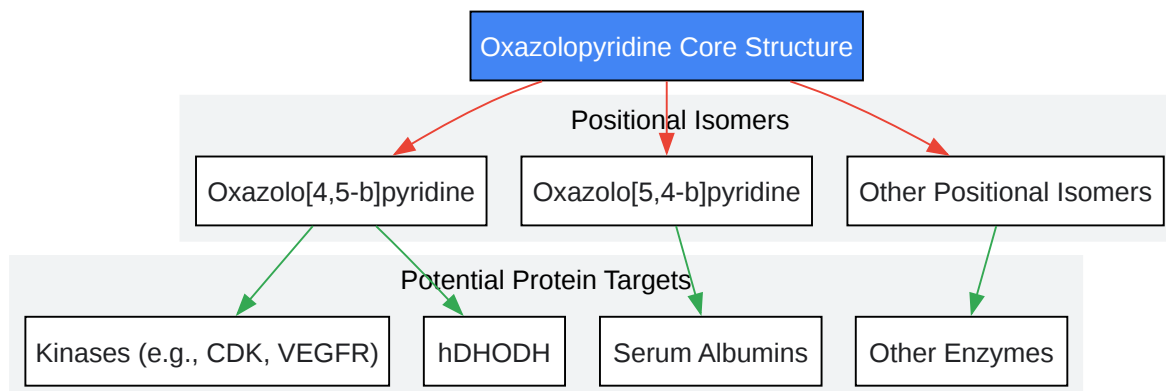 Oxazolopyridine Core Structure
Positional Isomers
Oxazolo[4,5-b]pyridine
Oxazolo[5,4-b]pyridine
Other Positional Isomers
Potential Protein Targets
Kinases (e.g., CDK, VEGFR)
hDHODH
Serum Albumins
Other Enzymes